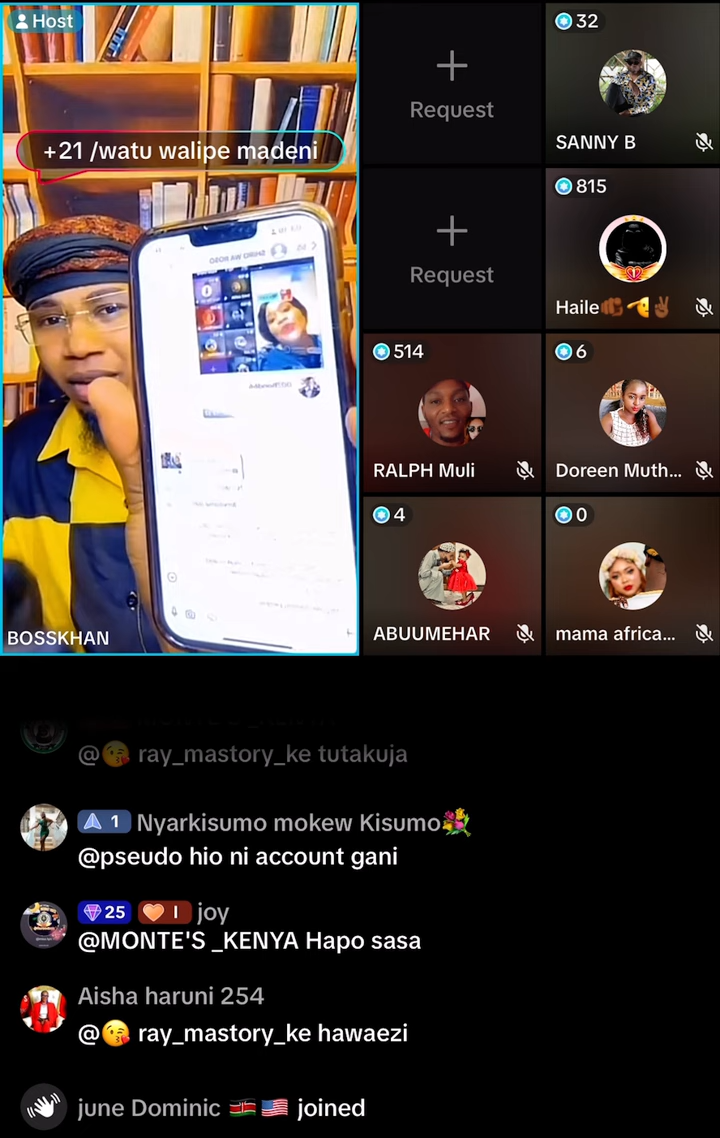 Host
+21 /watu walipe madeni
BOSSKHAN
Request
32
SANNY B
Request
815
Haile
514
RALPH Muli
6
Doreen Muth...
4
ABUUMEHAR
0
mama africa...
@😘 ray_mastory_ke tutakuja
1 Nyarkisumo mokew Kisumo💐
@pseudo hio ni account gani
25 I joy
@MONTE'S _KENYA Hapo sasa
Aisha haruni 254
@😘 ray_mastory_ke hawaezi
june Dominic 🇰🇪🇺🇸 joined